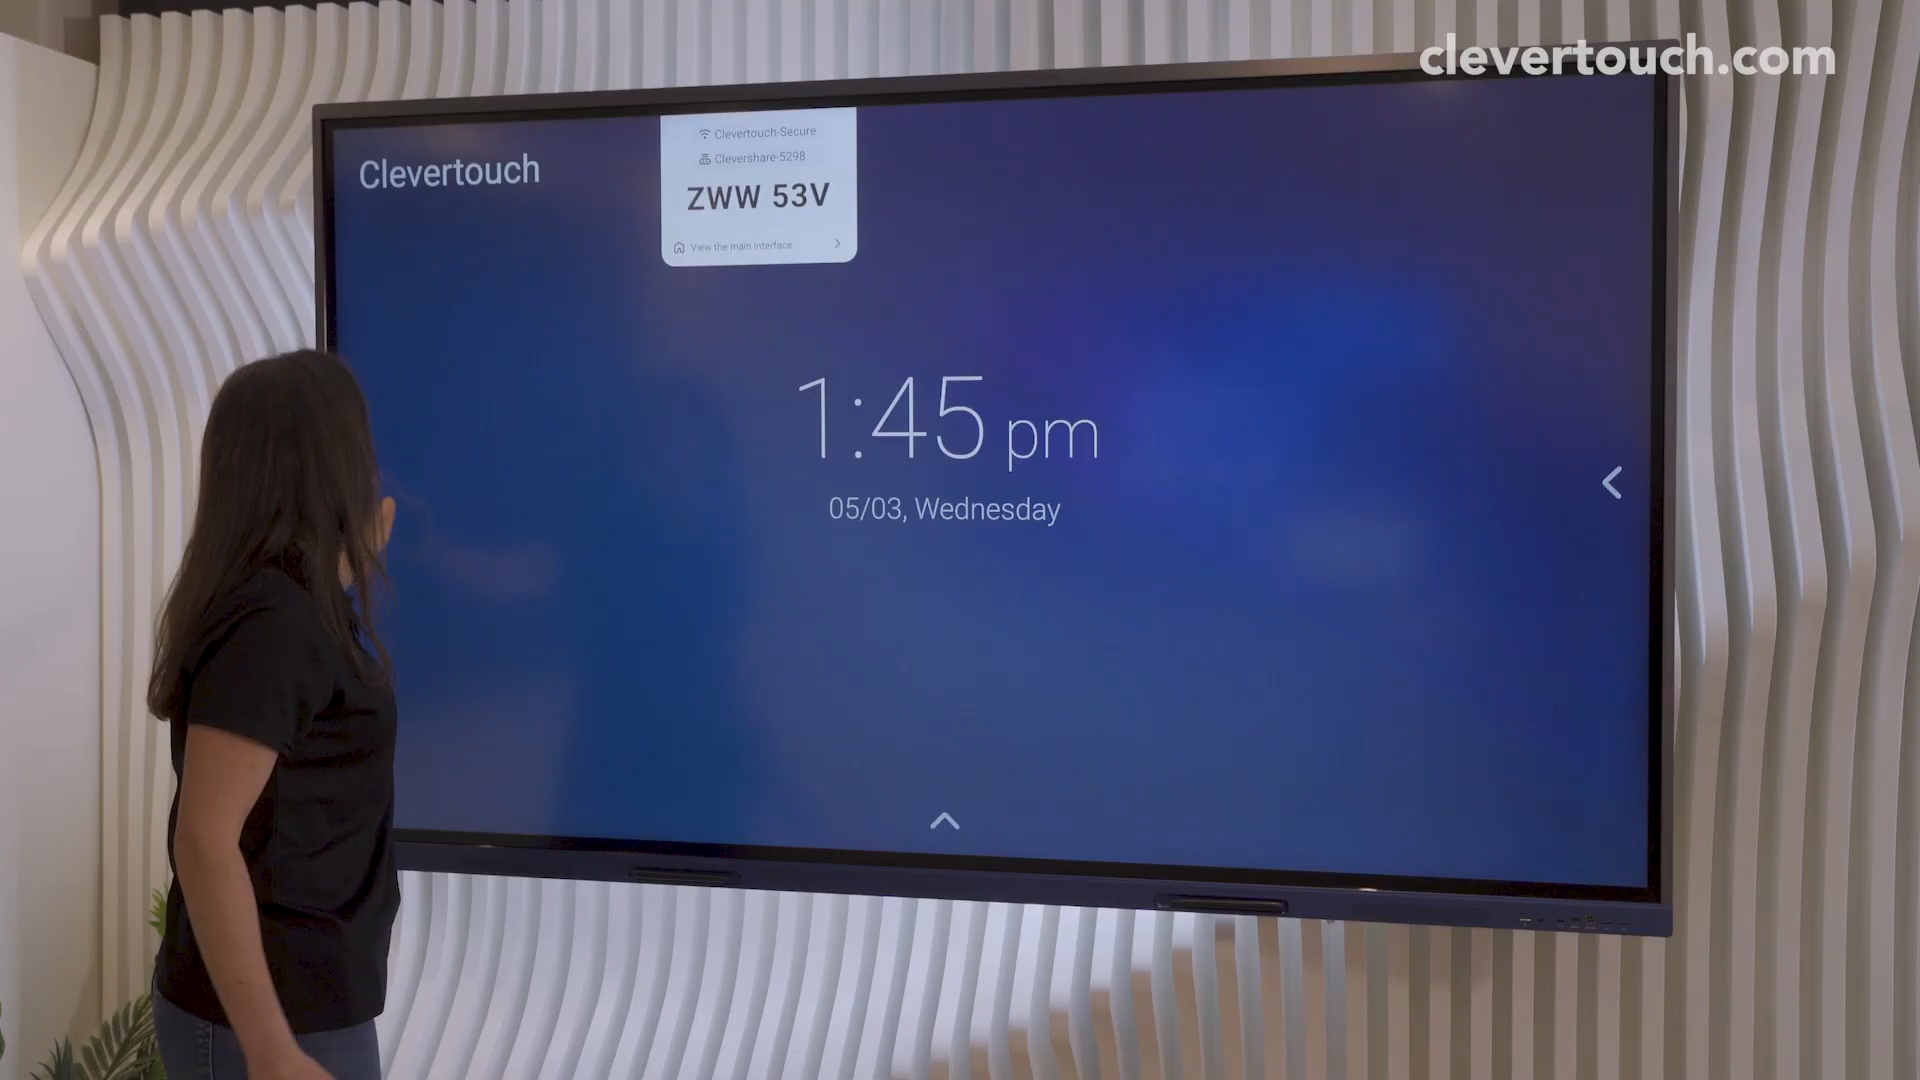 clevertouch.com
Clevertouch
Clevertouch-Secure
Clevershare-5298
ZWW 53V
View the main interface
1:45 pm
05/03, Wednesday